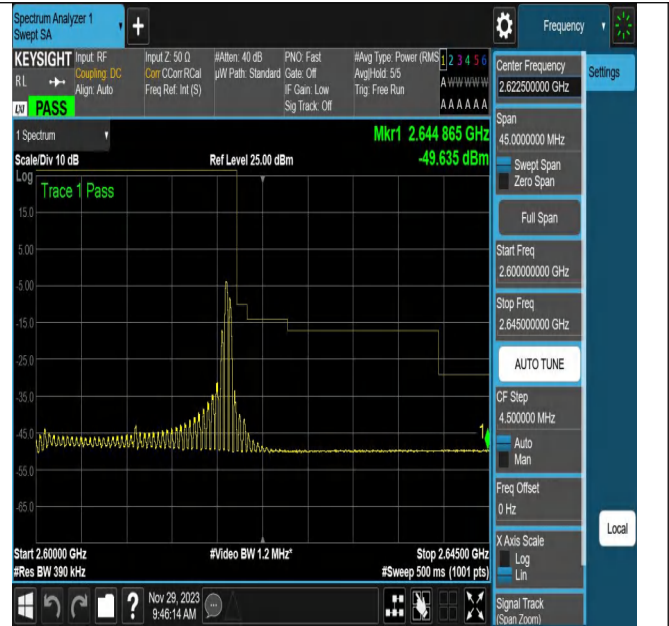 Spectrum Analyzer 1
Swept SA
Frequency
KEYSIGHT
RL
PASS
Input: RF
Coupling: DC
Align: Auto
Input Z: 50 Ω
Corr CCorr RCal
Freq Ref: Int (S)
#Atten: 40 dB
µW Path: Standard
PNO: Fast
Gate: Off
IF Gain: Low
Sig Track: Off
#Avg Type: Power (RMS
Avg|Hold: 5/5
Trig: Free Run
1 2 3 4 5 6
A W W W W W
A A A A A A
1 Spectrum
Scale/Div 10 dB
Log
Ref Level 25.00 dBm
Mkr1 2.644 865 GHz
-49.635 dBm
Trace 1 Pass
15.0
5.00
-5.00
-15.0
-25.0
-35.0
-45.0
-55.0
-65.0
1
Start 2.60000 GHz
#Res BW 390 kHz
#Video BW 1.2 MHz*
Stop 2.64500 GHz
#Sweep 500 ms (1001 pts)
Nov 29, 2023
9:46:14 AM
Center Frequency
2.622500000 GHz
Span
45.0000000 MHz
Swept Span
Zero Span
Full Span
Start Freq
2.600000000 GHz
Stop Freq
2.645000000 GHz
AUTO TUNE
CF Step
4.500000 MHz
Auto
Man
Freq Offset
0 Hz
X Axis Scale
Log
Lin
Signal Track
(Span Zoom)
Settings
Local